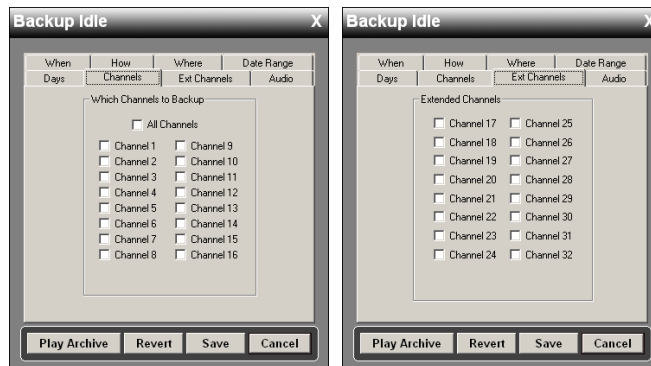 Backup Idle X
When How Where Date Range
Days Channels Ext Channels Audio
Which Channels to Backup
All Channels
Channel 1 Channel 9
Channel 2 Channel 10
Channel 3 Channel 11
Channel 4 Channel 12
Channel 5 Channel 13
Channel 6 Channel 14
Channel 7 Channel 15
Channel 8 Channel 16
Play Archive Revert Save Cancel
Backup Idle X
When How Where Date Range
Days Channels Ext Channels Audio
Extended Channels
Channel 17 Channel 25
Channel 18 Channel 26
Channel 19 Channel 27
Channel 20 Channel 28
Channel 21 Channel 29
Channel 22 Channel 30
Channel 23 Channel 31
Channel 24 Channel 32
Play Archive Revert Save Cancel